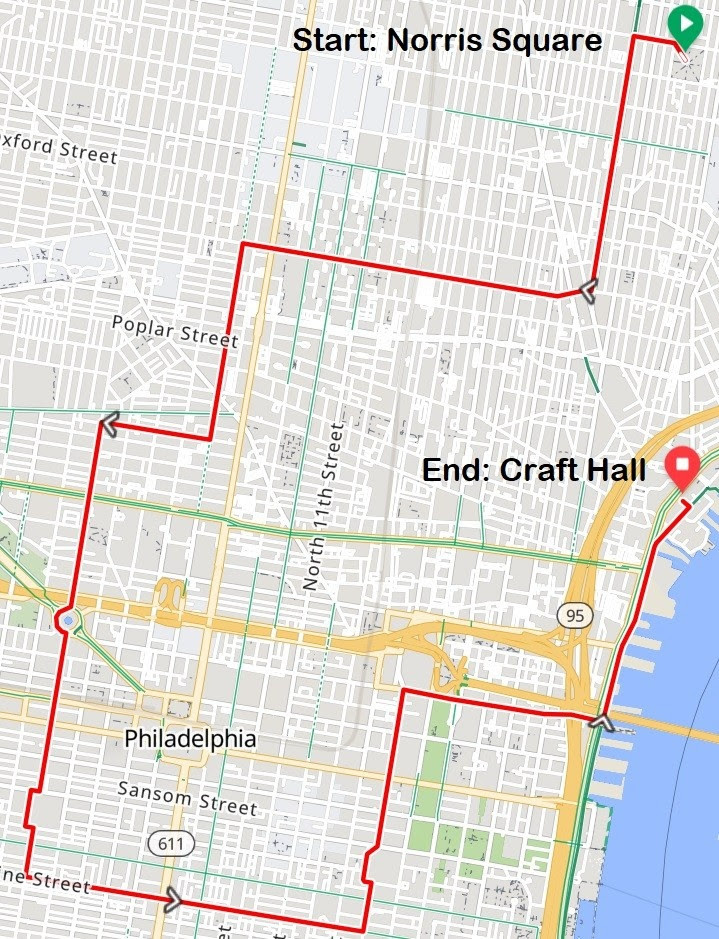 Start: Norris Square
xford Street
Poplar Street
End: Craft Hall
North 11th Street
95
Philadelphia
Sansom Street
611
ine Street